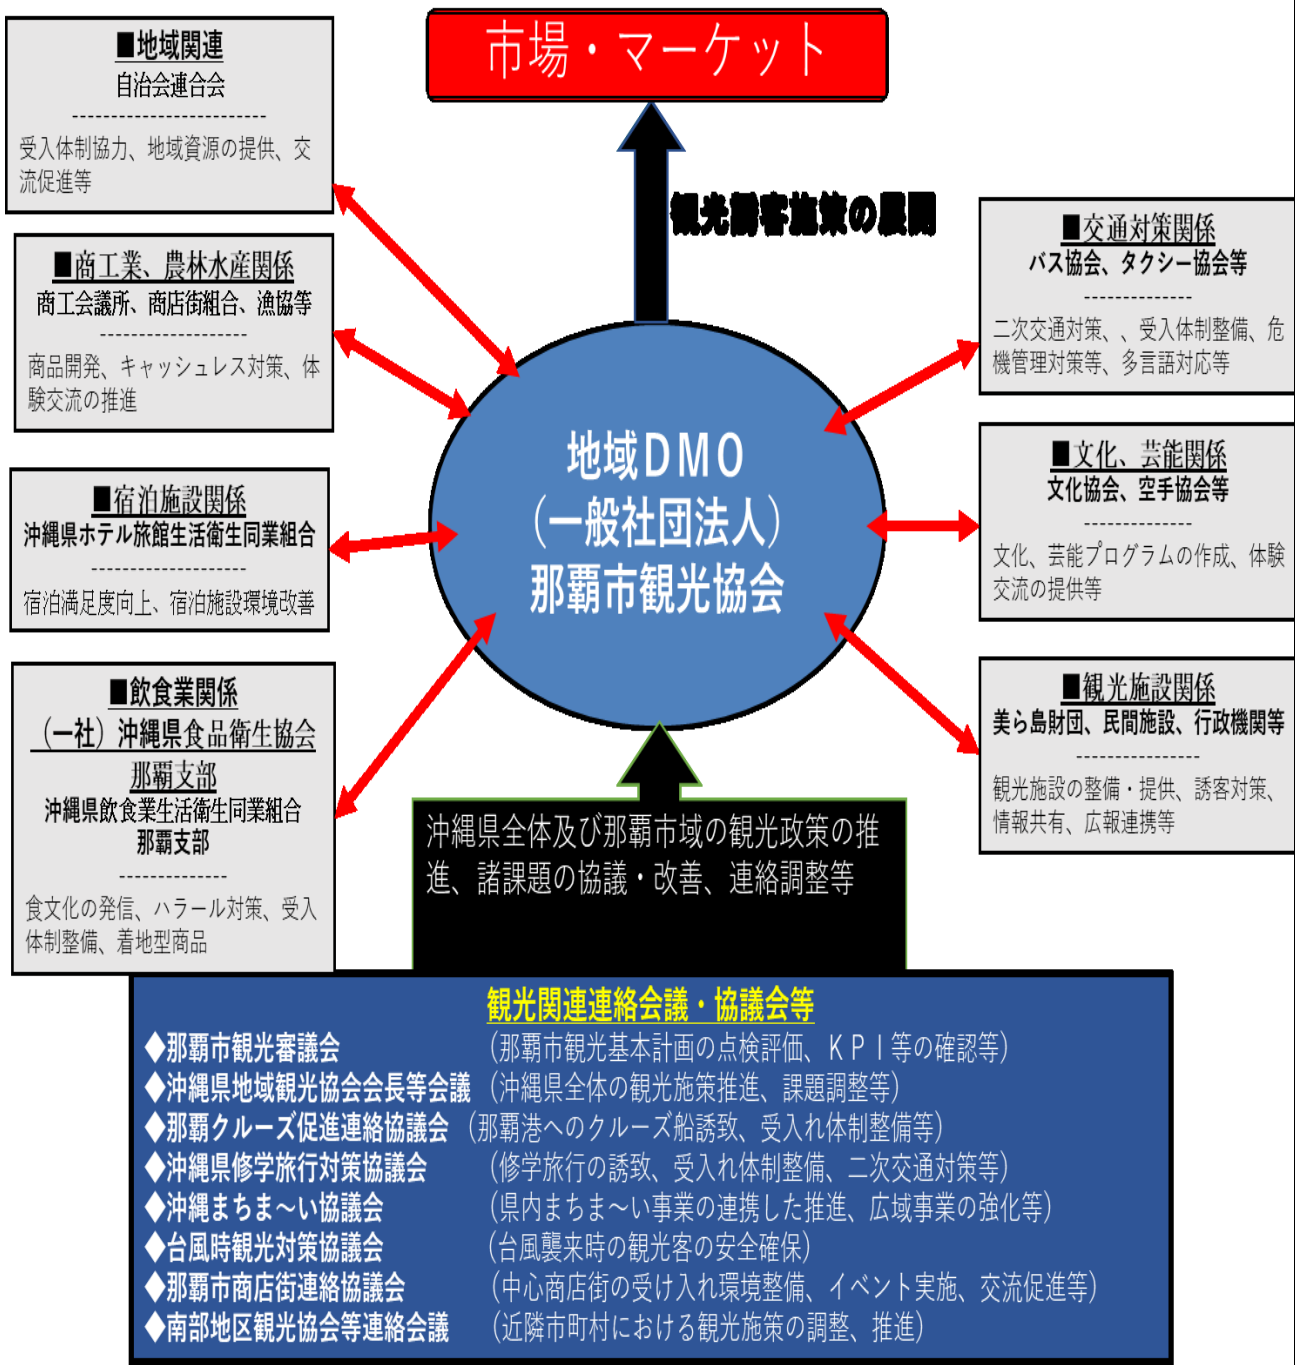 市場・マーケット
観光誘客施策の展開
■地域関連
自治会連合会
-------------------------
受入体制協力、地域資源の提供、交
流促進等
■商工業、農林水産関係
商工会議所、商店街組合、漁協等
-------------------
商品開発、キャッシュレス対策、体
験交流の推進
■宿泊施設関係
沖縄県ホテル旅館生活衛生同業組合
--------------------
宿泊満足度向上、宿泊施設環境改善
■飲食業関係
（一社）沖縄県食品衛生協会
那覇支部
沖縄県飲食業生活衛生同業組合
那覇支部
--------------
食文化の発信、ハラール対策、受入
体制整備、着地型商品
地域ＤＭＯ
（一般社団法人）
那覇市観光協会
■交通対策関係
バス協会、タクシー協会等
--------------
二次交通対策、、受入体制整備、危
機管理対策等、多言語対応等
■文化、芸能関係
文化協会、空手協会等
--------------
文化、芸能プログラムの作成、体験
交流の提供等
■観光施設関係
美ら島財団、民間施設、行政機関等
----------------
観光施設の整備・提供、誘客対策、
情報共有、広報連携等
沖縄県全体及び那覇市域の観光政策の推
進、諸課題の協議・改善、連絡調整等
観光関連連絡会議・協議会等
◆那覇市観光審議会 （那覇市観光基本計画の点検評価、ＫＰＩ等の確認等）
◆沖縄県地域観光協会会長等会議 （沖縄県全体の観光施策推進、課題調整等）
◆那覇クルーズ促進連絡協議会 （那覇港へのクルーズ船誘致、受入れ体制整備等）
◆沖縄県修学旅行対策協議会 （修学旅行の誘致、受入れ体制整備、二次交通対策等）
◆沖縄まちま～い協議会 （県内まちま～い事業の連携した推進、広域事業の強化等）
◆台風時観光対策協議会 （台風襲来時の観光客の安全確保）
◆那覇市商店街連絡協議会 （中心商店街の受け入れ環境整備、イベント実施、交流促進等）
◆南部地区観光協会等連絡会議 （近隣市町村における観光施策の調整、推進）